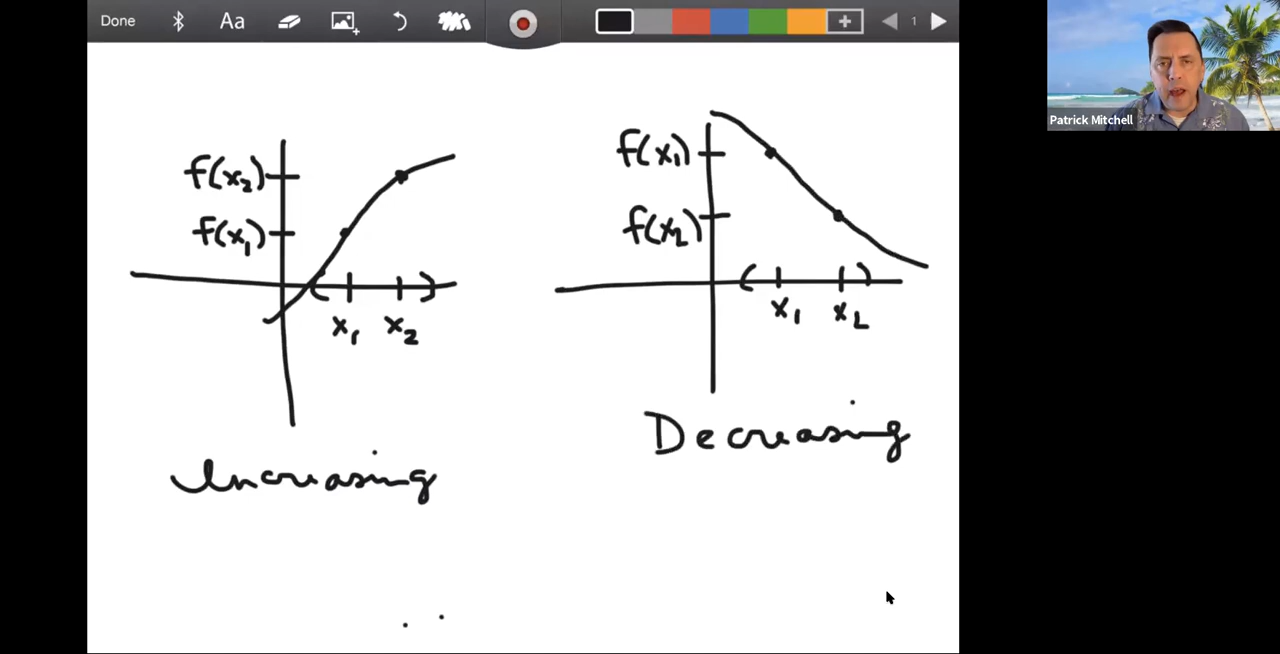 Done Aa 1
Patrick Mitchell
f(x₂)
f(x₁)
x₁ x₂
Increasing
f(x₁)
f(x₂)
x₁ x₂
Decreasing